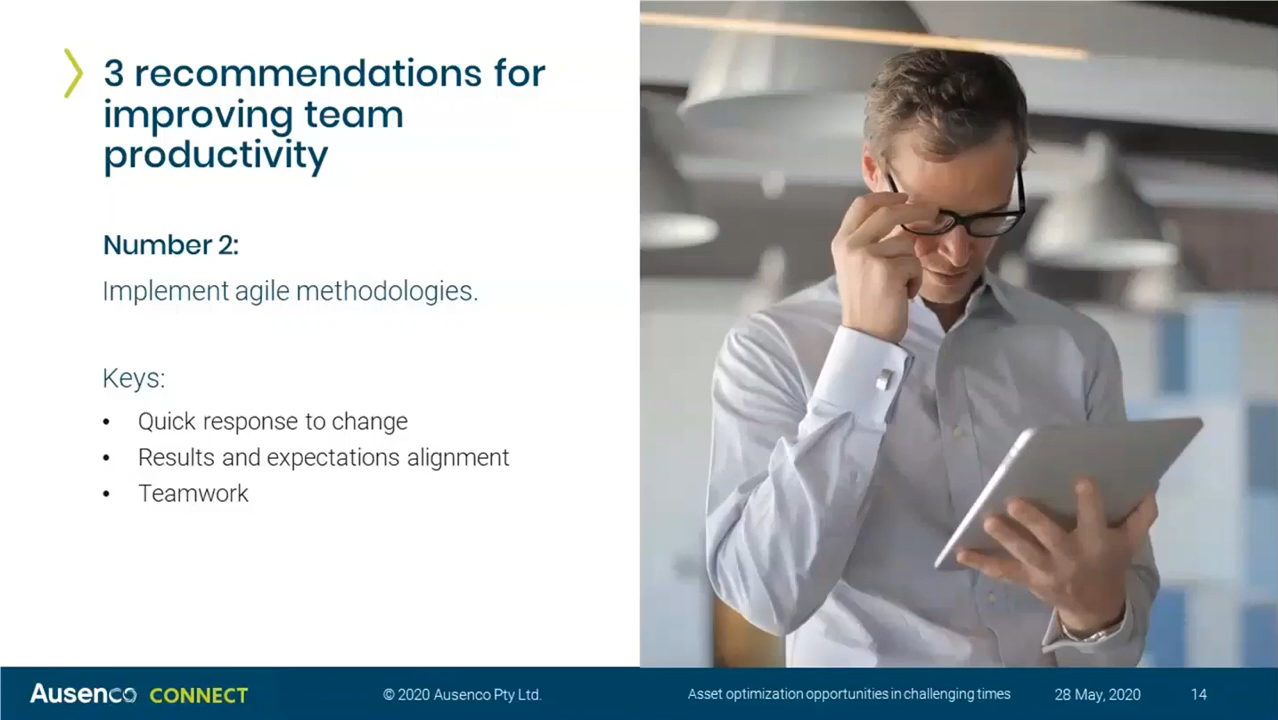 3 recommendations for
improving team
productivity
Number 2:
Implement agile methodologies.
Keys:
• Quick response to change
• Results and expectations alignment
• Teamwork
Ausenco CONNECT
© 2020 Ausenco Pty Ltd.
Asset optimization opportunities in challenging times
28 May, 2020
14